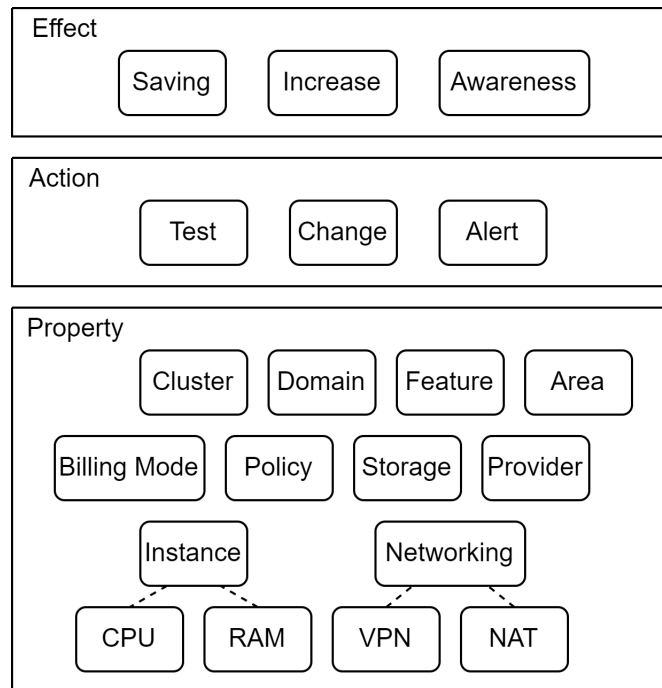 Effect
Saving Increase Awareness
Action
Test Change Alert
Property
Cluster Domain Feature Area
Billing Mode Policy Storage Provider
Instance Networking
CPU RAM VPN NAT